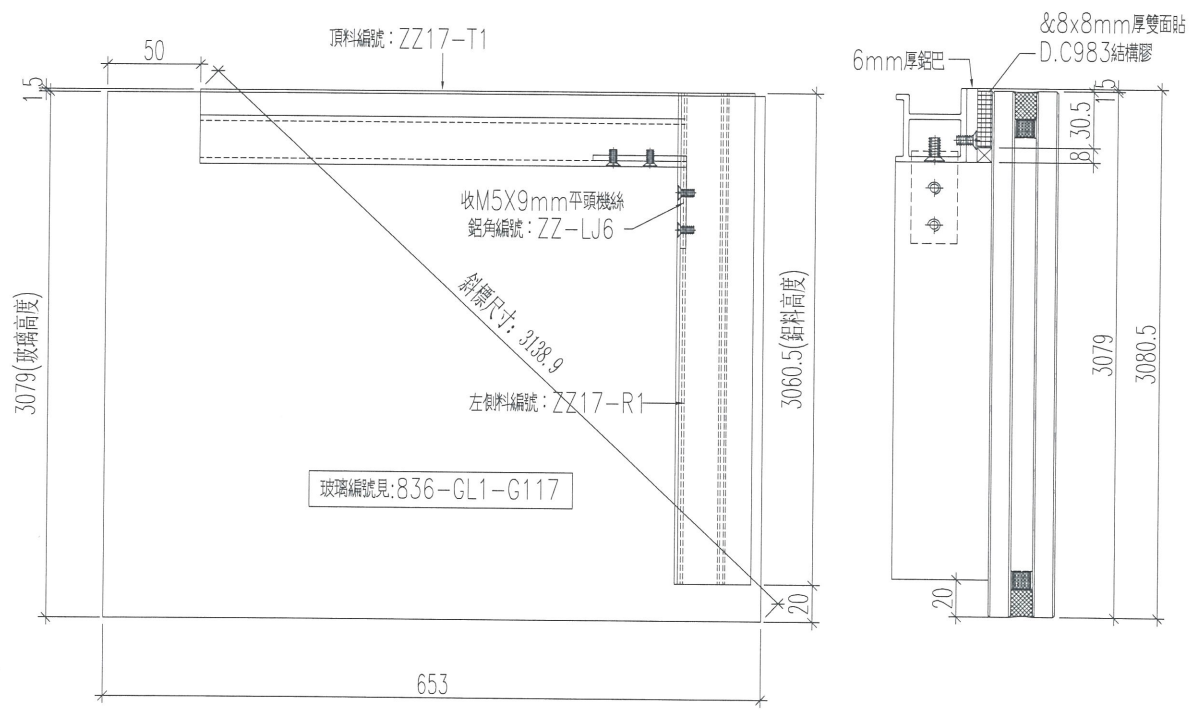 頂料編號：ZZ17-T1
50
1.5
收M5X9mm平頭機絲
鋁角編號：ZZ-LJ6
斜標尺寸：3138.9
3079(玻璃高度)
3060.5(鋁料高度)
左側料編號：ZZ17-R1
玻璃編號見:836-GL1-G117
20
653
&8x8mm厚雙面貼
6mm厚鋁巴
D.C983結構膠
1.5
30.5
8
3079
3080.5
20